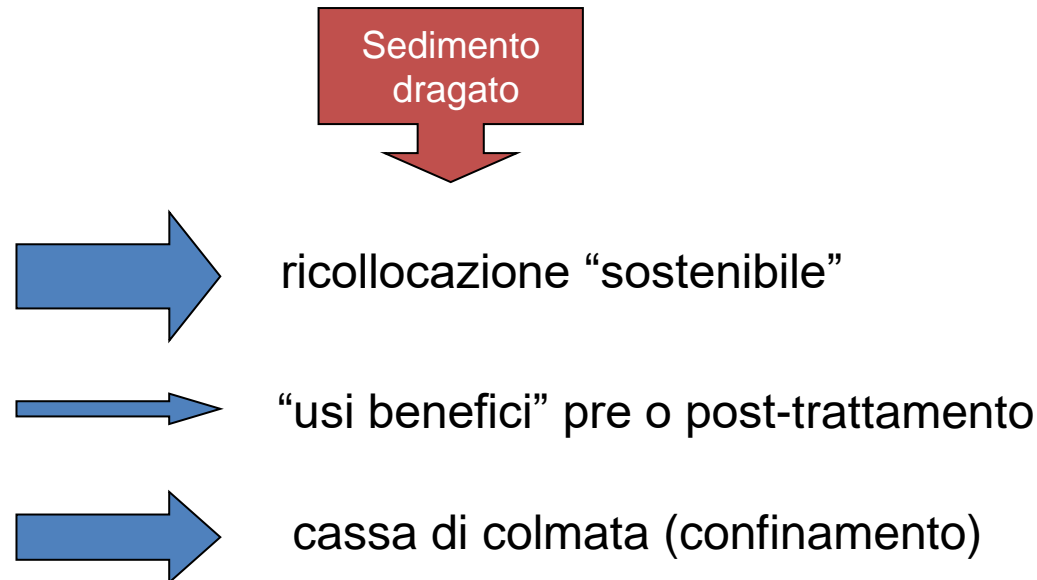 Sedimento
dragato
ricollocazione “sostenibile”
“usi benefici” pre o post-trattamento
cassa di colmata (confinamento)